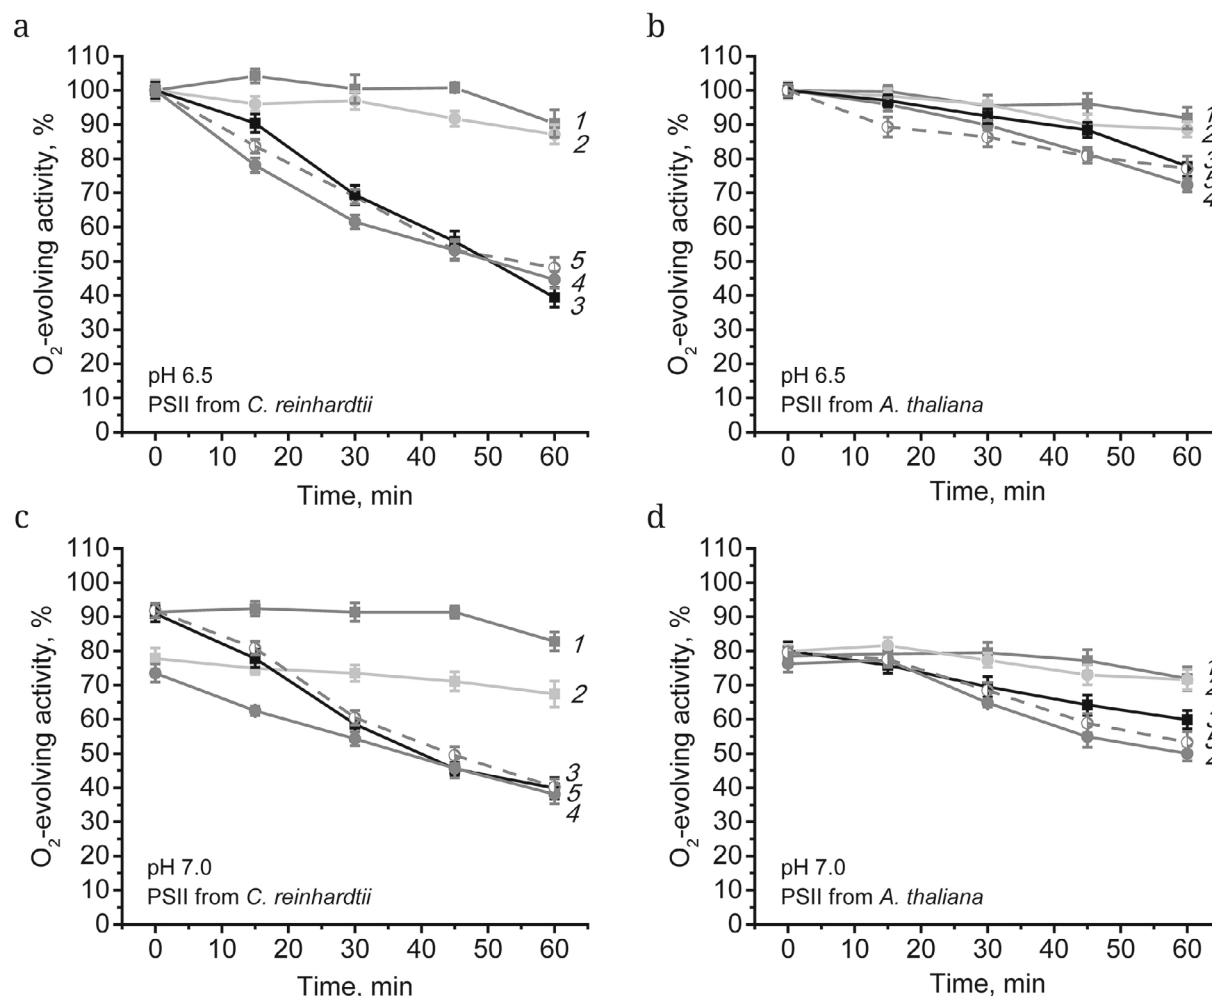 a
O2-evolving activity, %
110
100
90
80
70
60
50
40
30
20
10
0
1
2
5
4
3
pH 6.5
PSII from C. reinhardtii
0 10 20 30 40 50 60
Time, min
b
O2-evolving activity, %
110
100
90
80
70
60
50
40
30
20
10
0
pH 6.5
PSII from A. thaliana
0 10 20 30 40 50 60
Time, min
c
O2-evolving activity, %
110
100
90
80
70
60
50
40
30
20
10
0
1
2
3
5
4
pH 7.0
PSII from C. reinhardtii
0 10 20 30 40 50 60
Time, min
d
O2-evolving activity, %
110
100
90
80
70
60
50
40
30
20
10
0
pH 7.0
PSII from A. thaliana
0 10 20 30 40 50 60
Time, min